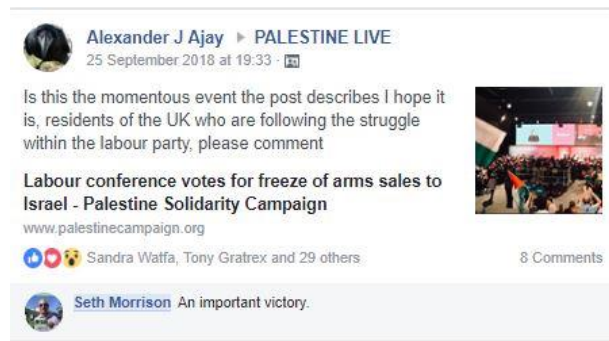 Alexander J Ajay ▸ PALESTINE LIVE
25 September 2018 at 19:33 ·
Is this the momentous event the post describes I hope it
is, residents of the UK who are following the struggle
within the labour party, please comment
Labour conference votes for freeze of arms sales to
Israel - Palestine Solidarity Campaign
www.palestinecampaign.org
Sandra Watfa, Tony Gratrex and 29 others 8 Comments
Seth Morrison An important victory.